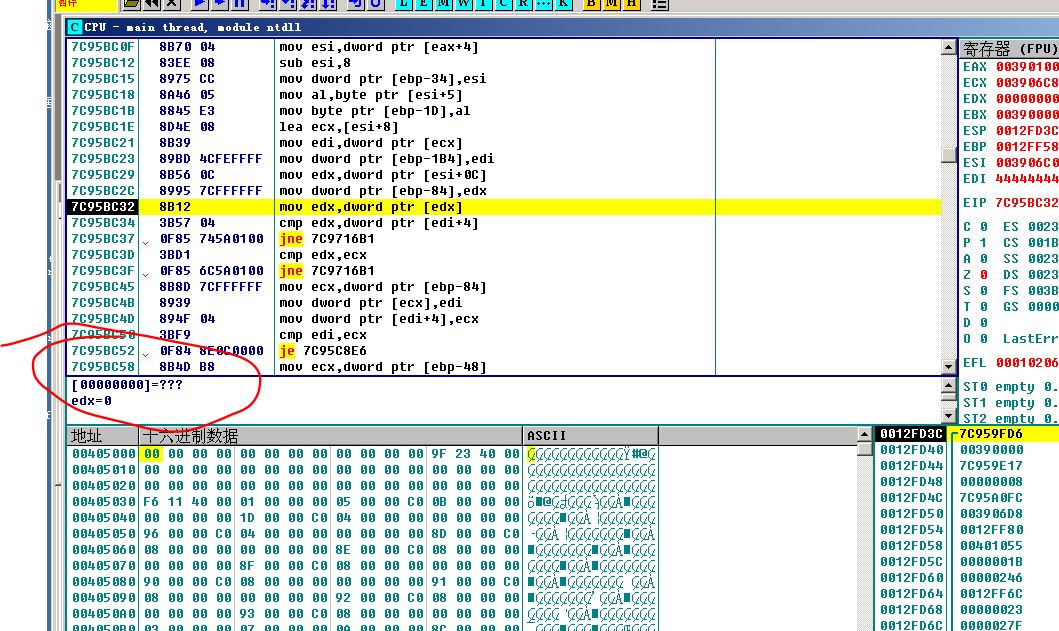 暂停
L E M W T C R ... K B M H
C CPU - main thread, module ntdll
7C95BC0F 8B70 04 mov esi,dword ptr [eax+4]
7C95BC12 83EE 08 sub esi,8
7C95BC15 8975 CC mov dword ptr [ebp-34],esi
7C95BC18 8A46 05 mov al,byte ptr [esi+5]
7C95BC1B 8845 E3 mov byte ptr [ebp-1D],al
7C95BC1E 8D4E 08 lea ecx,[esi+8]
7C95BC21 8B39 mov edi,dword ptr [ecx]
7C95BC23 89BD 4CFEFFFF mov dword ptr [ebp-1B4],edi
7C95BC29 8B56 0C mov edx,dword ptr [esi+0C]
7C95BC2C 8995 7CFFFFFF mov dword ptr [ebp-84],edx
7C95BC32 8B12 mov edx,dword ptr [edx]
7C95BC34 3B57 04 cmp edx,dword ptr [edi+4]
7C95BC37 0F85 745A0100 jne 7C9716B1
7C95BC3D 3BD1 cmp edx,ecx
7C95BC3F 0F85 6C5A0100 jne 7C9716B1
7C95BC45 8B8D 7CFFFFFF mov ecx,dword ptr [ebp-84]
7C95BC4B 8939 mov dword ptr [ecx],edi
7C95BC4D 894F 04 mov dword ptr [edi+4],ecx
7C95BC50 3BF9 cmp edi,ecx
7C95BC52 0F84 8E0C0000 je 7C95C8E6
7C95BC58 8B4D B8 mov ecx,dword ptr [ebp-48]
[00000000]=???
edx=0
寄存器 (FPU)
EAX 00390100
ECX 003906C8
EDX 00000000
EBX 00390000
ESP 0012FD3C
EBP 0012FF58
ESI 003906C0
EDI 44444444
EIP 7C95BC32
C 0 ES 0023
P 1 CS 001B
A 0 SS 0023
Z 0 DS 0023
S 0 FS 003B
T 0 GS 0000
D 0
O 0 LastErr
EFL 00010206
ST0 empty 0.
ST1 empty 0.
ST2 empty 0.
地址 十六进制数据 ASCII
00405000 00 00 00 00 00 00 00 00 00 00 00 00 9F 23 40 00
00405010 00 00 00 00 00 00 00 00 00 00 00 00 00 00 00 00
00405020 00 00 00 00 00 00 00 00 00 00 00 00 00 00 00 00
00405030 F6 11 40 00 01 00 00 00 05 00 00 C0 0B 00 00 00
00405040 00 00 00 00 1D 00 00 C0 04 00 00 00 00 00 00 00
00405050 96 00 00 C0 04 00 00 00 00 00 00 00 8D 00 00 C0
00405060 08 00 00 00 00 00 00 00 8E 00 00 C0 08 00 00 00
00405070 00 00 00 00 8F 00 00 C0 08 00 00 00 00 00 00 00
00405080 90 00 00 C0 08 00 00 00 00 00 00 00 91 00 00 C0
00405090 08 00 00 00 00 00 00 00 92 00 00 C0 08 00 00 00
004050A0 00 00 00 00 93 00 00 C0 08 00 00 00 00 00 00 00
0012FD3C 7C959FD6
0012FD40 00390000
0012FD44 7C959E17
0012FD48 00000008
0012FD4C 7C95A0FC
0012FD50 003906D8
0012FD54 0012FF80
0012FD58 00401055
0012FD5C 0000001B
0012FD60 00000246
0012FD64 0012FF6C
0012FD68 00000023
0012FD6C 0000027F